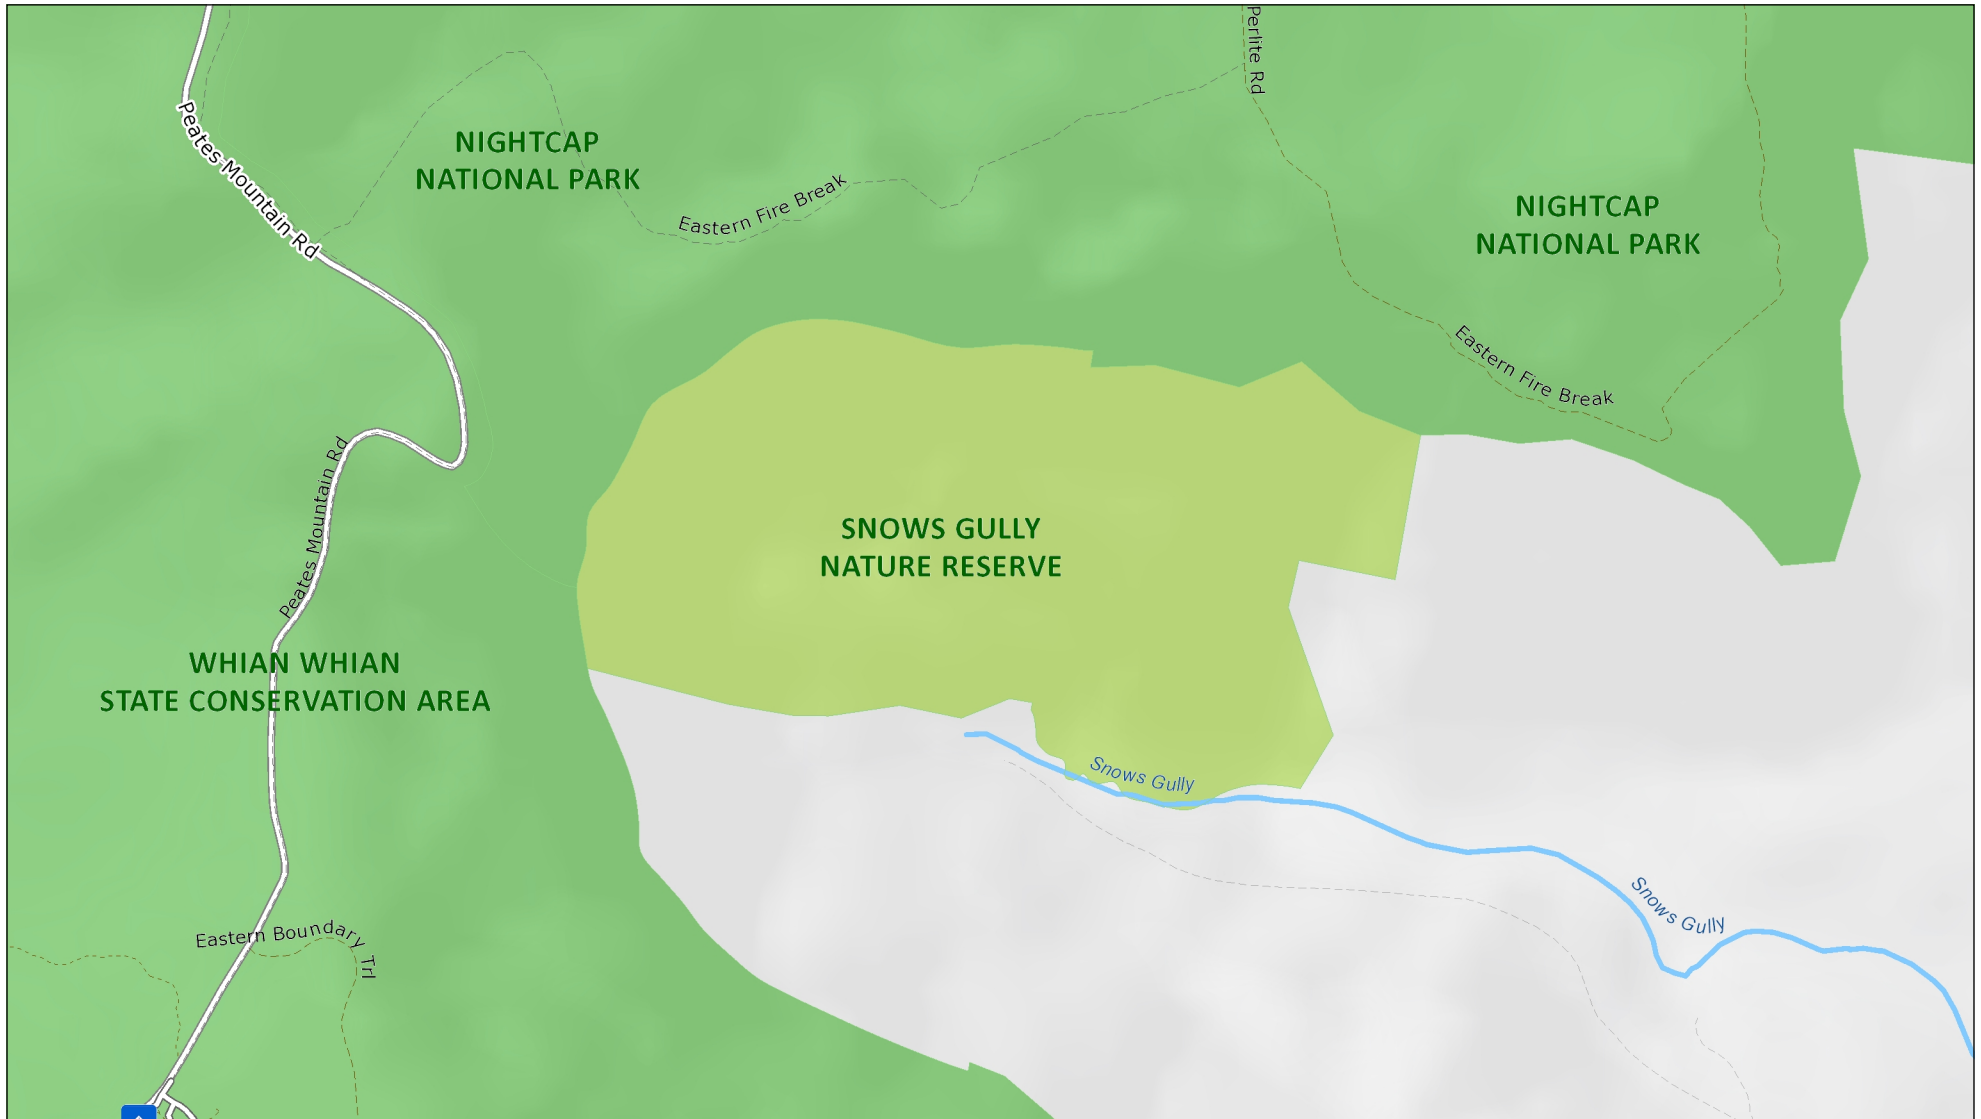 Perlite Rd
Peates Mountain Rd
NIGHTCAP
NATIONAL PARK
Eastern Fire Break
NIGHTCAP
NATIONAL PARK
Eastern Fire Break
Peates Mountain Rd
SNOWS GULLY
NATURE RESERVE
WHIAN WHIAN
STATE CONSERVATION AREA
Snows Gully
Snows Gully
Eastern Boundary Trl